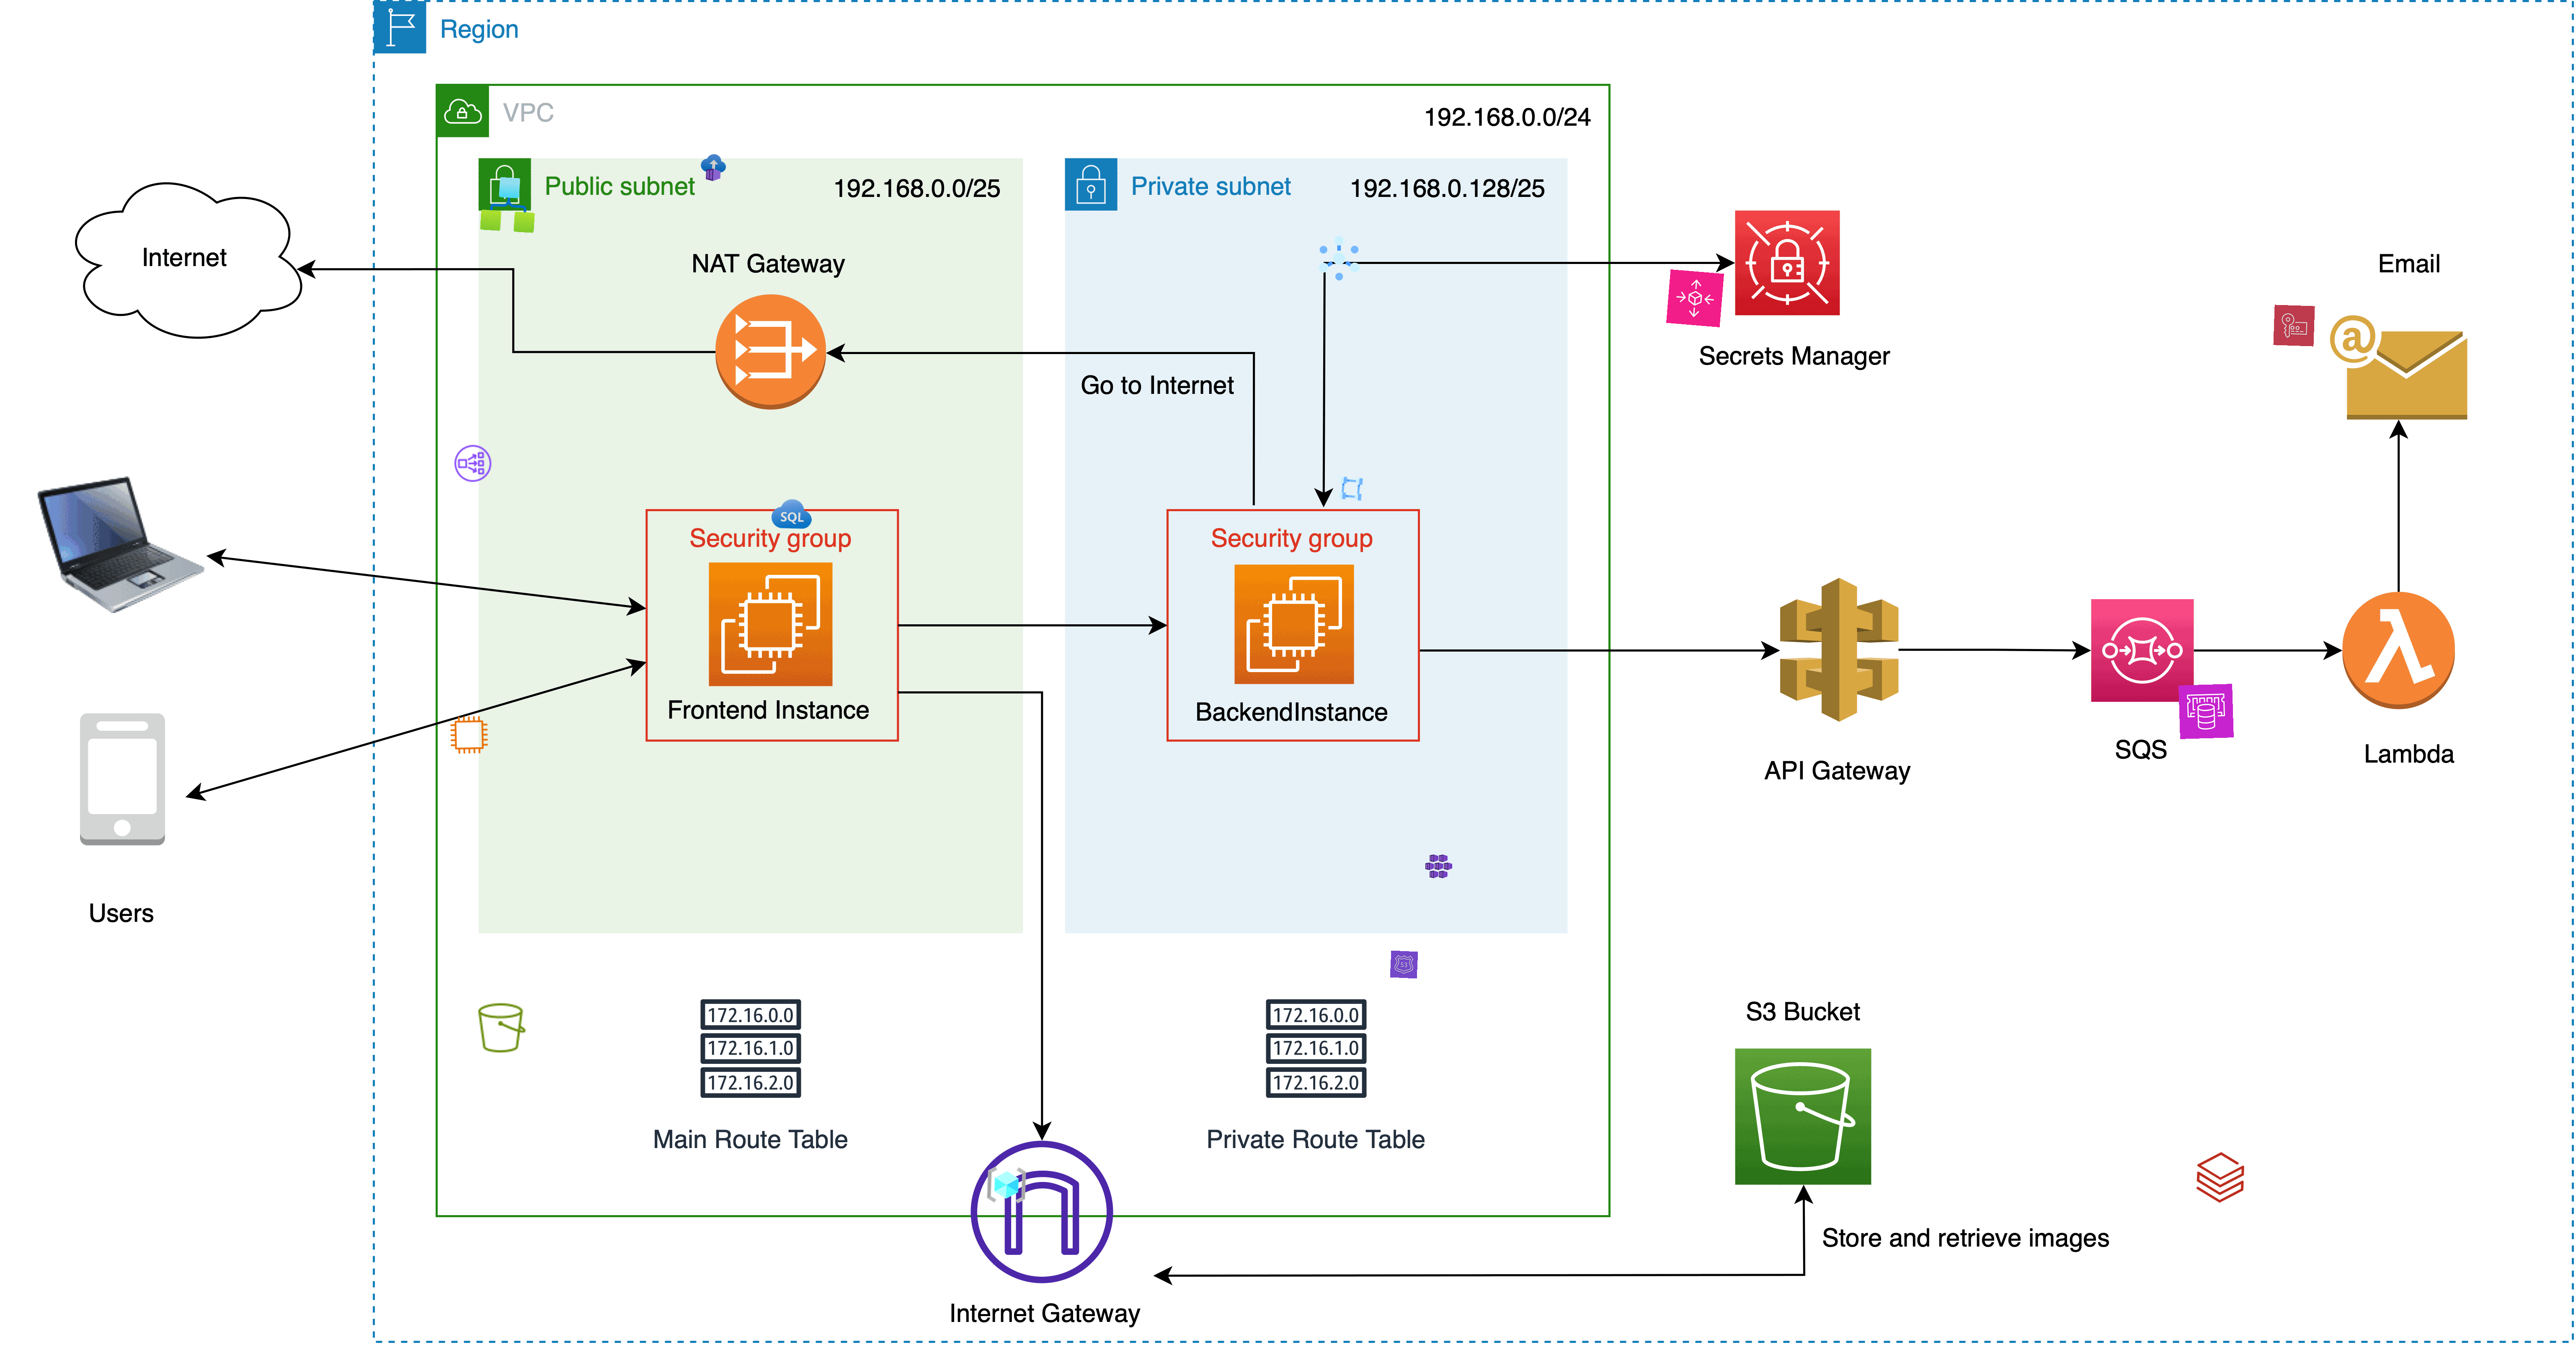 Region
VPC
192.168.0.0/24
Public subnet
192.168.0.0/25
Private subnet
192.168.0.128/25
Internet
NAT Gateway
Go to Internet
Secrets Manager
Email
@
SQL
Security group
Frontend Instance
Security group
BackendInstance
API Gateway
SQS
Lambda
Users
S3
172.16.0.0
172.16.1.0
172.16.2.0
Main Route Table
172.16.0.0
172.16.1.0
172.16.2.0
Private Route Table
S3 Bucket
Store and retrieve images
Internet Gateway